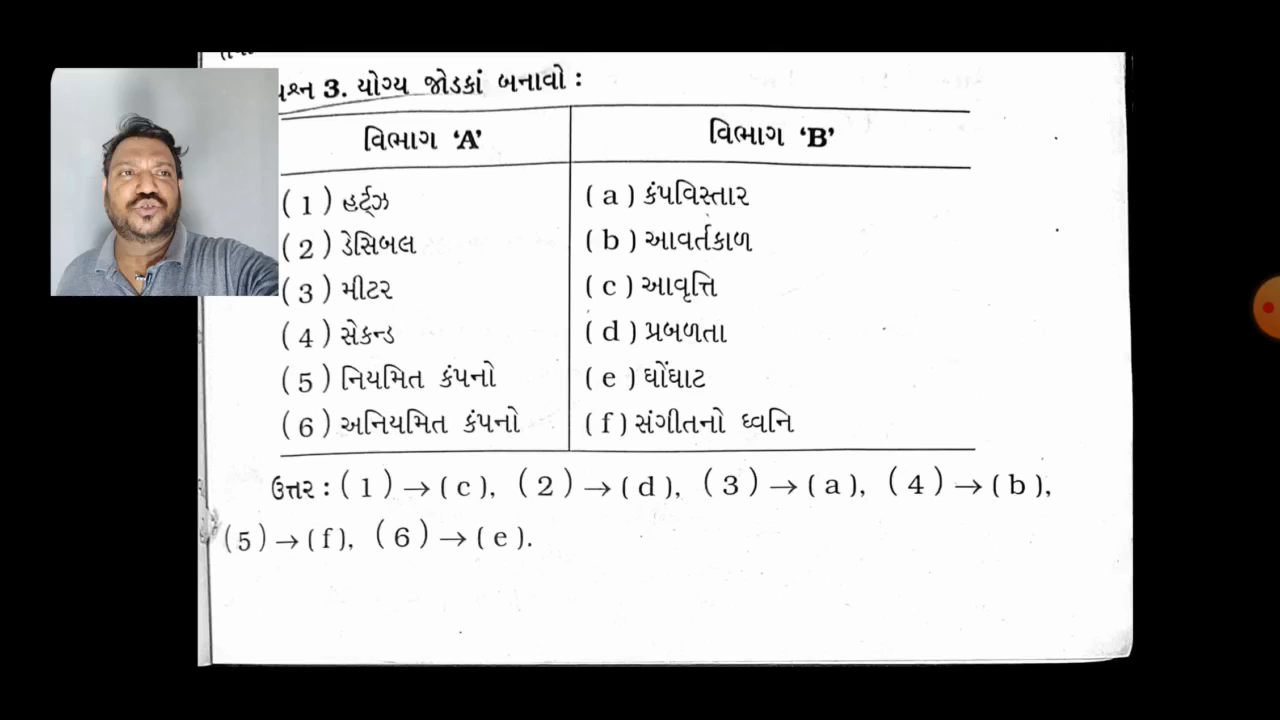 પ્રશ્ન 3. યોગ્ય જોડકાં બનાવો :
વિભાગ ‘A’ વિભાગ ‘B’
( 1 ) હર્ટ્ઝ ( a ) કંપવિસ્તાર
( 2 ) ડેસિબલ ( b ) આવર્તકાળ
( 3 ) મીટર ( c ) આવૃત્તિ
( 4 ) સેકન્ડ ( d ) પ્રબળતા
( 5 ) નિયમિત કંપનો ( e ) ઘોંઘાટ
( 6 ) અનિયમિત કંપનો ( f ) સંગીતનો ધ્વનિ
ઉત્તર : ( 1 ) → ( c ), ( 2 ) → ( d ), ( 3 ) → ( a ), ( 4 ) → ( b ),
( 5 ) → ( f ), ( 6 ) → ( e ).